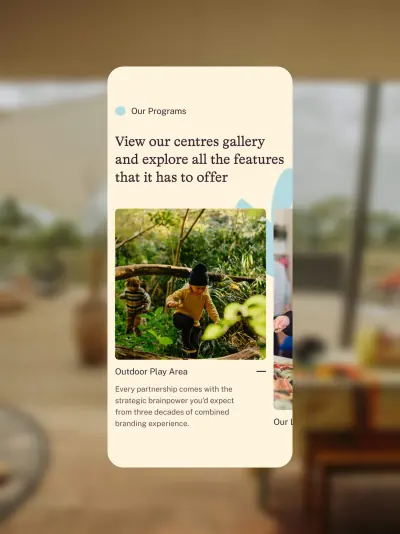 Our Programs
View our centres gallery
and explore all the features
that it has to offer
Outdoor Play Area
Every partnership comes with the
strategic brainpower you'd expect
from three decades of combined
branding experience.
Our